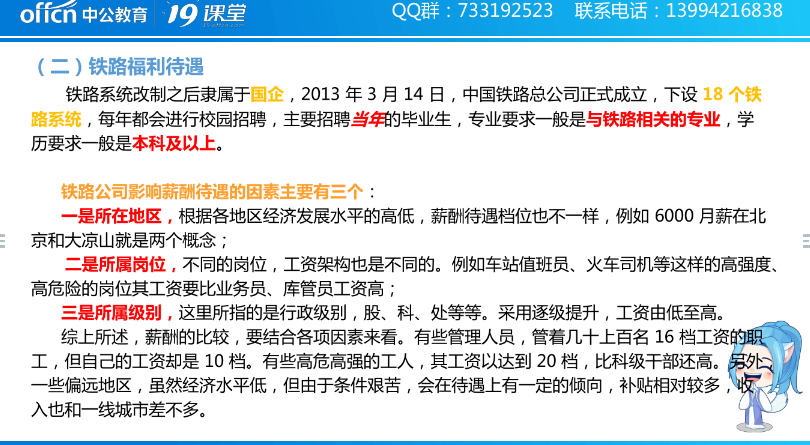 offcn 中公教育 19课堂 QQ群：733192523 联系电话：13994216838
19.offcn.com
（二）铁路福利待遇
铁路系统改制之后隶属于国企，2013 年 3 月 14 日，中国铁路总公司正式成立，下设 18 个铁
路系统，每年都会进行校园招聘，主要招聘当年的毕业生，专业要求一般是与铁路相关的专业，学
历要求一般是本科及以上。
铁路公司影响薪酬待遇的因素主要有三个：
一是所在地区，根据各地区经济发展水平的高低，薪酬待遇档位也不一样，例如 6000 月薪在北
京和大凉山就是两个概念；
二是所属岗位，不同的岗位，工资架构也是不同的。例如车站值班员、火车司机等这样的高强度、
高危险的岗位其工资要比业务员、库管员工资高；
三是所属级别，这里所指的是行政级别，股、科、处等等。采用逐级提升，工资由低至高。
综上所述，薪酬的比较，要结合各项因素来看。有些管理人员，管着几十上百名 16 档工资的职
工，但自己的工资却是 10 档。有些高危高强的工人，其工资以达到 20 档，比科级干部还高。另外，
一些偏远地区，虽然经济水平低，但由于条件艰苦，会在待遇上有一定的倾向，补贴相对较多，收
入也和一线城市差不多。